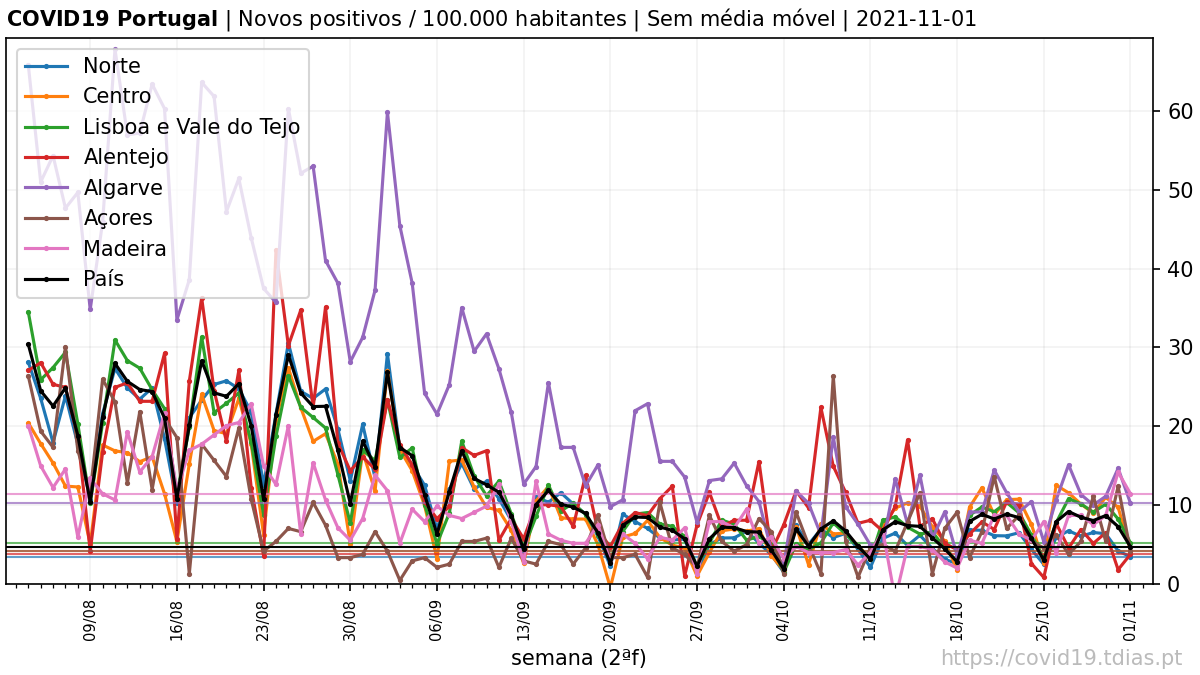 COVID19 Portugal | Novos positivos / 100.000 habitantes | Sem média móvel | 2021-11-01
Norte
Centro
Lisboa e Vale do Tejo
Alentejo
Algarve
Açores
Madeira
País
60
50
40
30
20
10
0
09/08 16/08 23/08 30/08 06/09 13/09 20/09 27/09 04/10 11/10 18/10 25/10 01/11
semana (2ªf)
https://covid19.tdias.pt